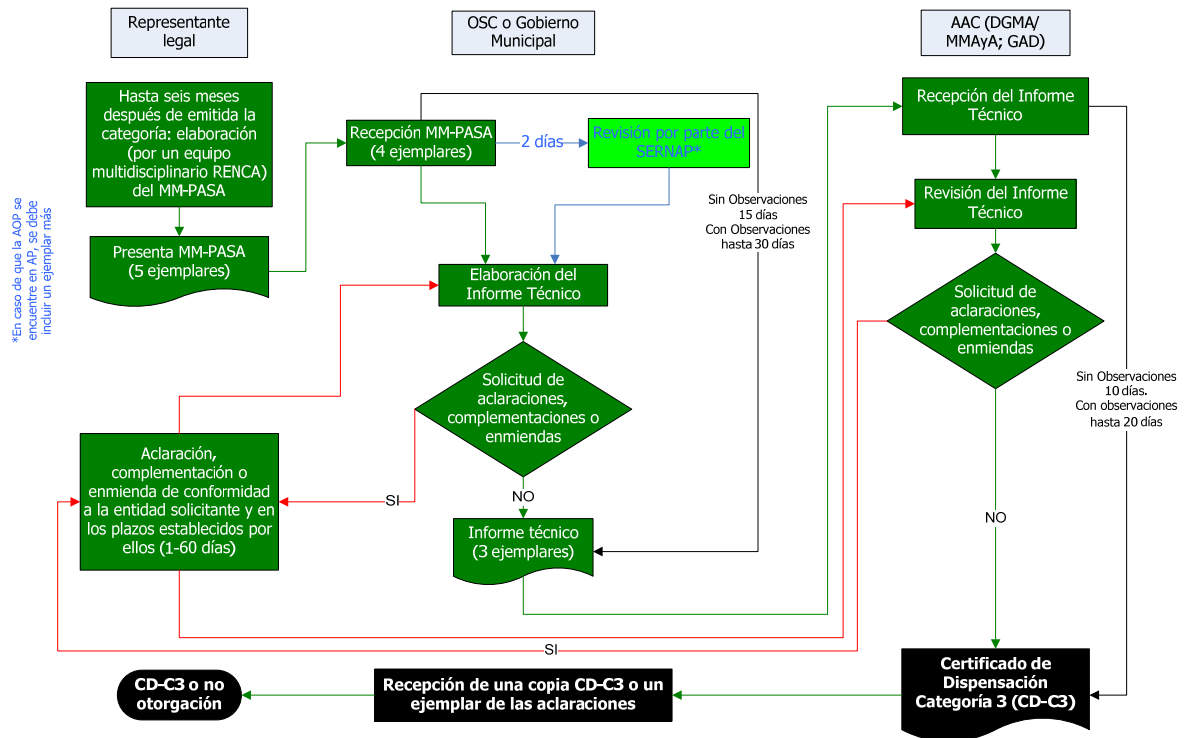 Representante
legal
OSC o Gobierno
Municipal
AAC (DGMA/
MMAyA; GAD)
Hasta seis meses
después de emitida la
categoría: elaboración
(por un equipo
multidisciplinario RENCA)
del MM-PASA
Presenta MM-PASA
(5 ejemplares)
*En caso de que la AOP se
encuentre en AP, se debe
incluir un ejemplar más
Recepción MM-PASA
(4 ejemplares)
2 días
Revisión por parte del
SERNAP*
Sin Observaciones
15 días
Con Observaciones
hasta 30 días
Elaboración del
Informe Técnico
Solicitud de
aclaraciones,
complementaciones o
enmiendas
SI
NO
Aclaración,
complementación o
enmienda de conformidad
a la entidad solicitante y en
los plazos establecidos por
ellos (1-60 días)
Informe técnico
(3 ejemplares)
Recepción del Informe
Técnico
Revisión del Informe
Técnico
Solicitud de
aclaraciones,
complementaciones o
enmiendas
Sin Observaciones
10 días.
Con observaciones
hasta 20 días
NO
SI
Certificado de
Dispensación
Categoría 3 (CD-C3)
Recepción de una copia CD-C3 o un
ejemplar de las aclaraciones
CD-C3 o no
otorgación